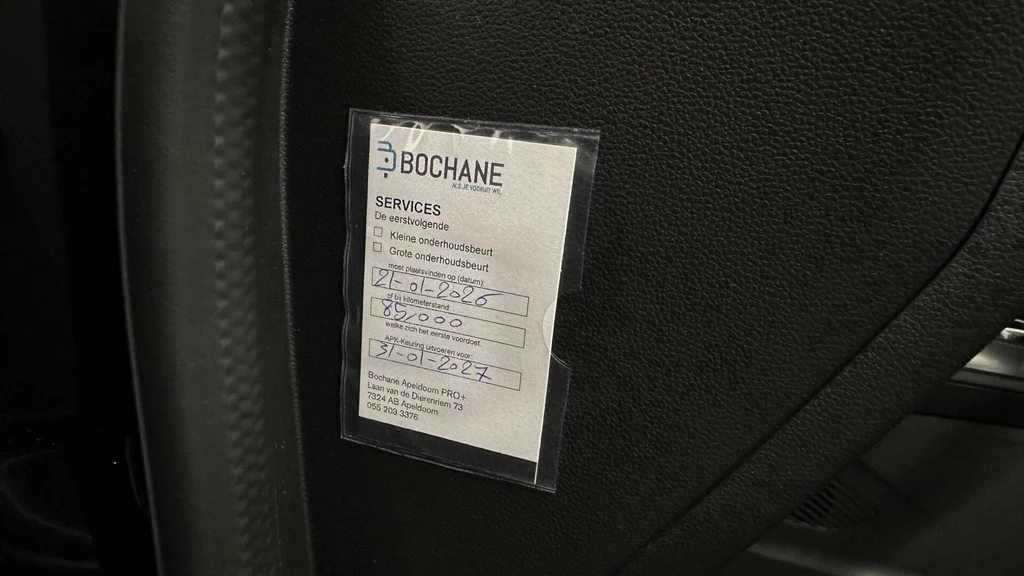 BOCHANE
ALS JE VOORUIT WIL.
SERVICES
De eerstvolgende
Kleine onderhoudsbeurt
Grote onderhoudsbeurt
moet plaatsvinden op (datum):
21-01-2026
of bij kilometerstand:
85,000
welke zich het eerste voordoet.
APK-Keuring uitvoeren voor:
31-01-2027
Bochane Apeldoorn PRO+
Laan van de Dierenriem 73
7324 AB Apeldoorn
055 203 3376